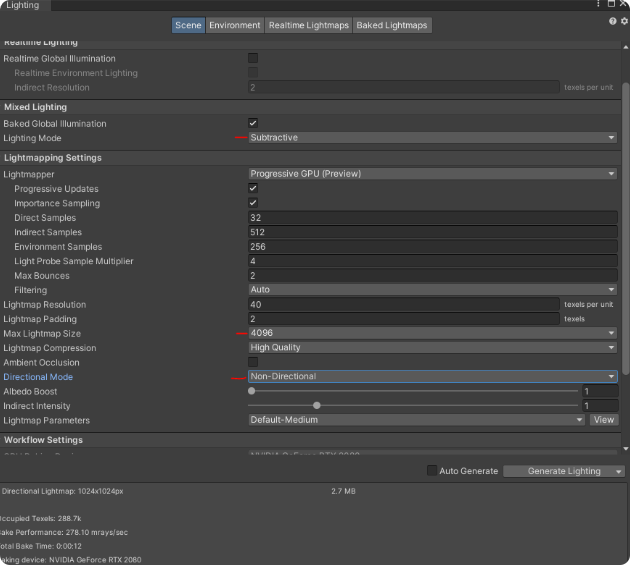 Lighting
Scene Environment Realtime Lightmaps Baked Lightmaps
Realtime Lighting
Realtime Global Illumination
Realtime Environment Lighting
Indirect Resolution 2 texels per unit
Mixed Lighting
Baked Global Illumination
Lighting Mode Subtractive
Lightmapping Settings
Lightmapper Progressive GPU (Preview)
Progressive Updates
Importance Sampling
Direct Samples 32
Indirect Samples 512
Environment Samples 256
Light Probe Sample Multiplier 4
Max Bounces 2
Filtering Auto
Lightmap Resolution 40 texels per unit
Lightmap Padding 2 texels
Max Lightmap Size 4096
Lightmap Compression High Quality
Ambient Occlusion
Directional Mode Non-Directional
Albedo Boost 1
Indirect Intensity 1
Lightmap Parameters Default-Medium View
Workflow Settings
Auto Generate Generate Lighting
Directional Lightmap: 1024x1024px 2.7 MB
ccupied Texels: 288.7k
ake Performance: 278.10 mrays/sec
otal Bake Time: 0:00:12
aking device: NVIDIA GeForce RTX 2080